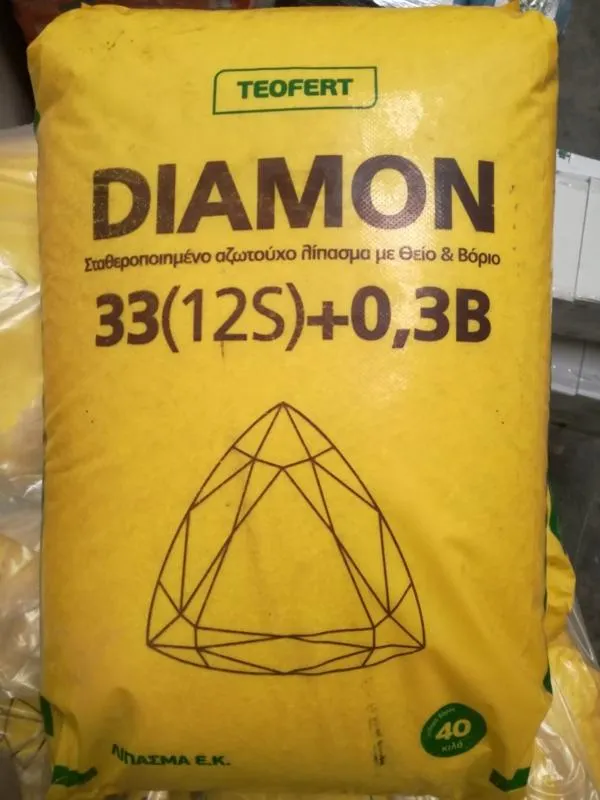 TEOFERT
DIAMON
Σταθεροποιημένο αζωτούχο λίπασμα με Θείο & Βόριο
33(12S)+0,3B
40
κιλά
ΛΙΠΑΣΜΑ Ε.Κ.